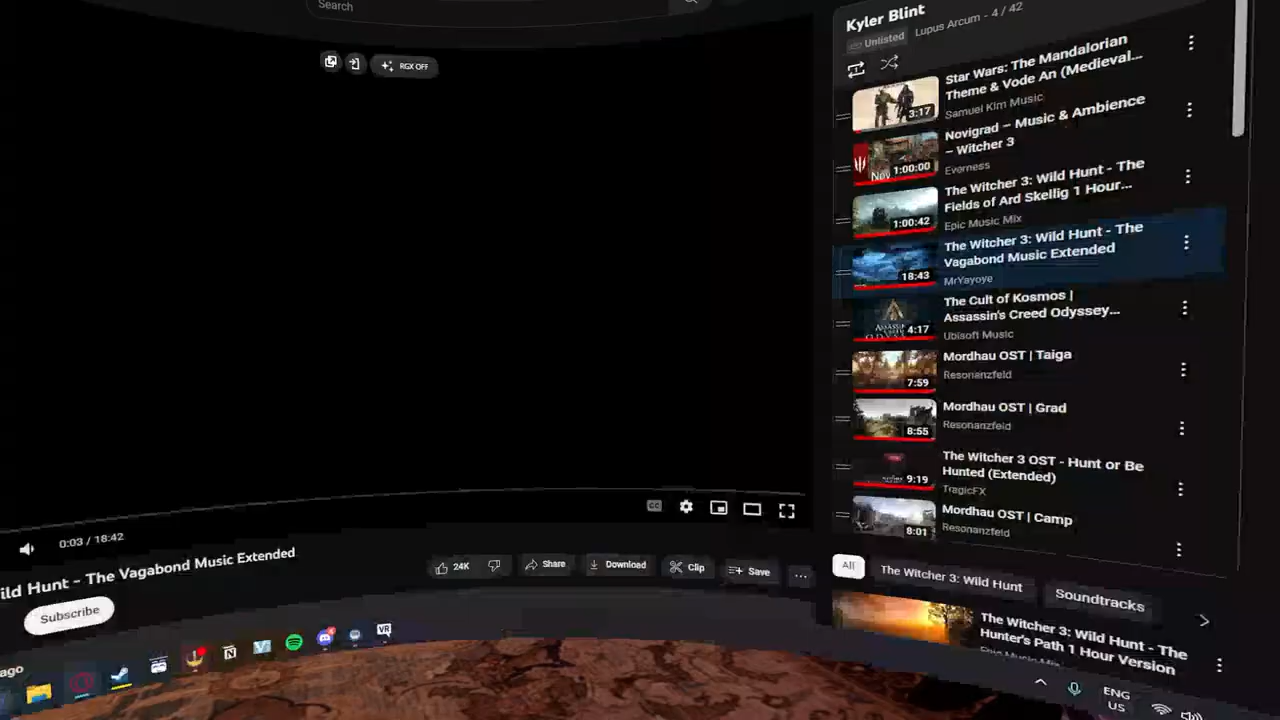 Search
RGX OFF
0:03 / 18:42
ild Hunt - The Vagabond Music Extended
Subscribe
24K
Share
Download
Clip
Save
ago
Kyler Blint
Unlisted
Lupus Arcum - 4 / 42
Star Wars: The Mandalorian
Theme & Vode An (Medieval...
Samuel Kim Music
3:17
Novigrad – Music & Ambience
– Witcher 3
Everness
1:00:00
The Witcher 3: Wild Hunt - The
Fields of Ard Skellig 1 Hour...
Epic Music Mix
1:00:42
The Witcher 3: Wild Hunt - The
Vagabond Music Extended
MrYayoye
18:43
The Cult of Kosmos |
Assassin's Creed Odyssey...
Ubisoft Music
4:17
Mordhau OST | Taiga
Resonanzfeld
7:59
Mordhau OST | Grad
Resonanzfeld
8:55
The Witcher 3 OST - Hunt or Be
Hunted (Extended)
TragicFX
9:19
Mordhau OST | Camp
Resonanzfeld
8:01
All
The Witcher 3: Wild Hunt
Soundtracks
The Witcher 3: Wild Hunt - The
Hunter's Path 1 Hour Version
Epic Music Mix
VR
ENG
US